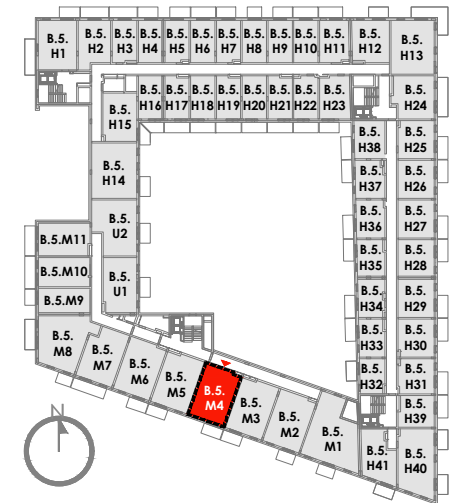 B.5.
H1
B.5.
H2
B.5.
H3
B.5.
H4
B.5.
H5
B.5.
H6
B.5.
H7
B.5.
H8
B.5.
H9
B.5.
H10
B.5.
H11
B.5.
H12
B.5.
H13
B.5.
H15
B.5.
H16
B.5.
H17
B.5.
H18
B.5.
H19
B.5.
H20
B.5.
H21
B.5.
H22
B.5.
H23
B.5.
H24
B.5.
H38
B.5.
H25
B.5.
H14
B.5.
H37
B.5.
H26
B.5.
U2
B.5.
H36
B.5.
H27
B.5.M11
B.5.
H35
B.5.
H28
B.5.M10
B.5.
U1
B.5.
H34
B.5.
H29
B.5.M9
B.5.
H33
B.5.
H30
B.5.
M8
B.5.
M7
B.5.
M6
B.5.
M5
B.5.
M4
B.5.
M3
B.5.
M2
B.5.
M1
B.5.
H32
B.5.
H31
B.5.
H39
B.5.
H41
B.5.
H40
N